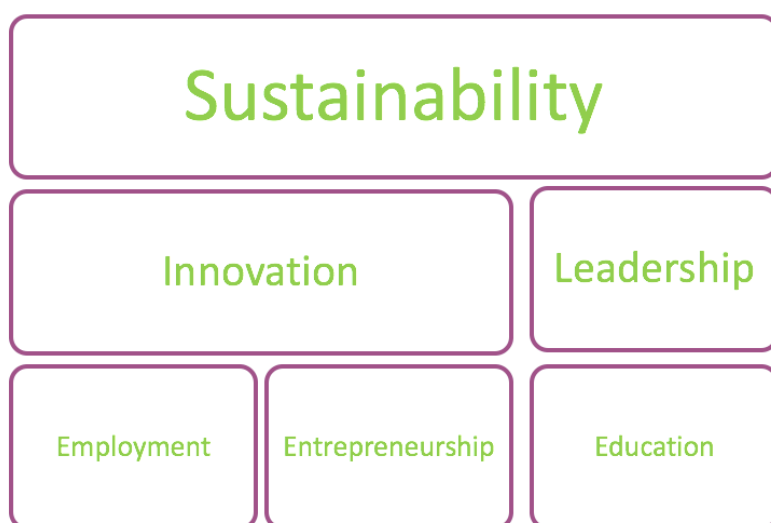 Sustainability
Innovation
Leadership
Employment
Entrepreneurship
Education